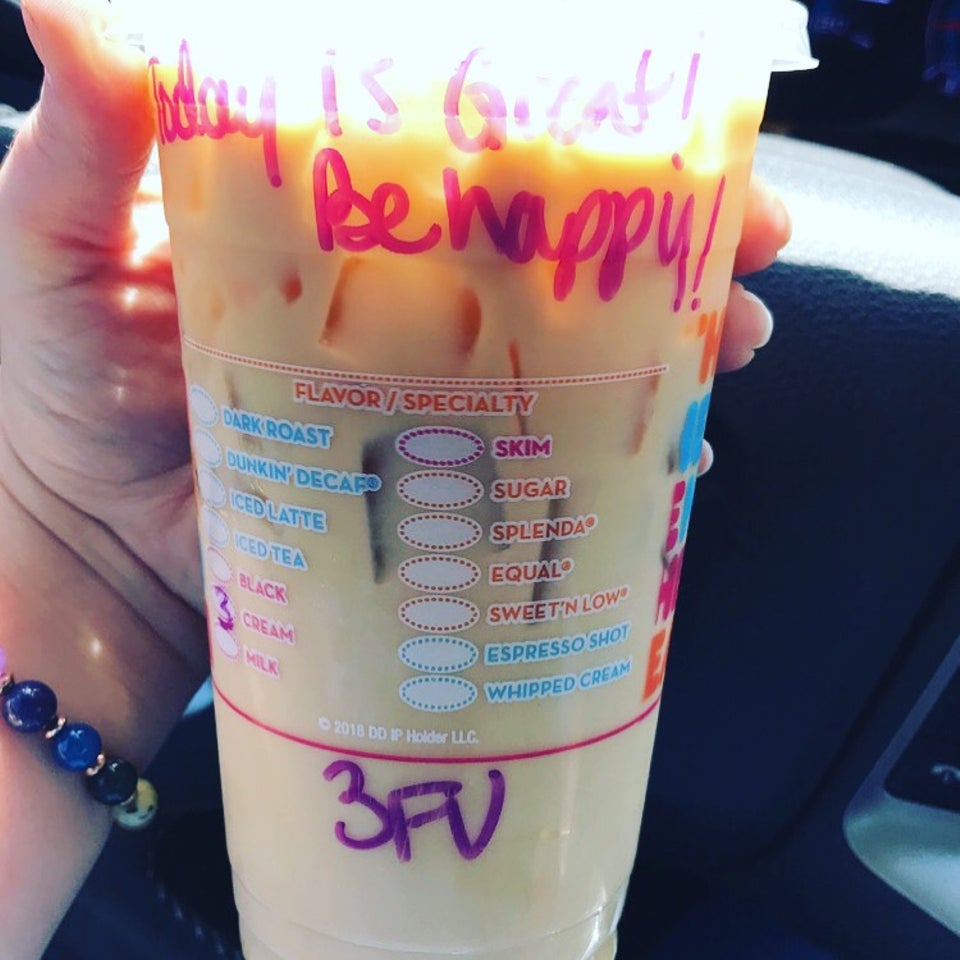 Today is Great!
Be happy!!
FLAVOR / SPECIALTY
DARK ROAST
DUNKIN' DECAF®
ICED LATTE
ICED TEA
BLACK
3 CREAM
MILK
SKIM
SUGAR
SPLENDA®
EQUAL®
SWEET'N LOW®
ESPRESSO SHOT
WHIPPED CREAM
© 2018 DD IP Holder LLC.
3FV